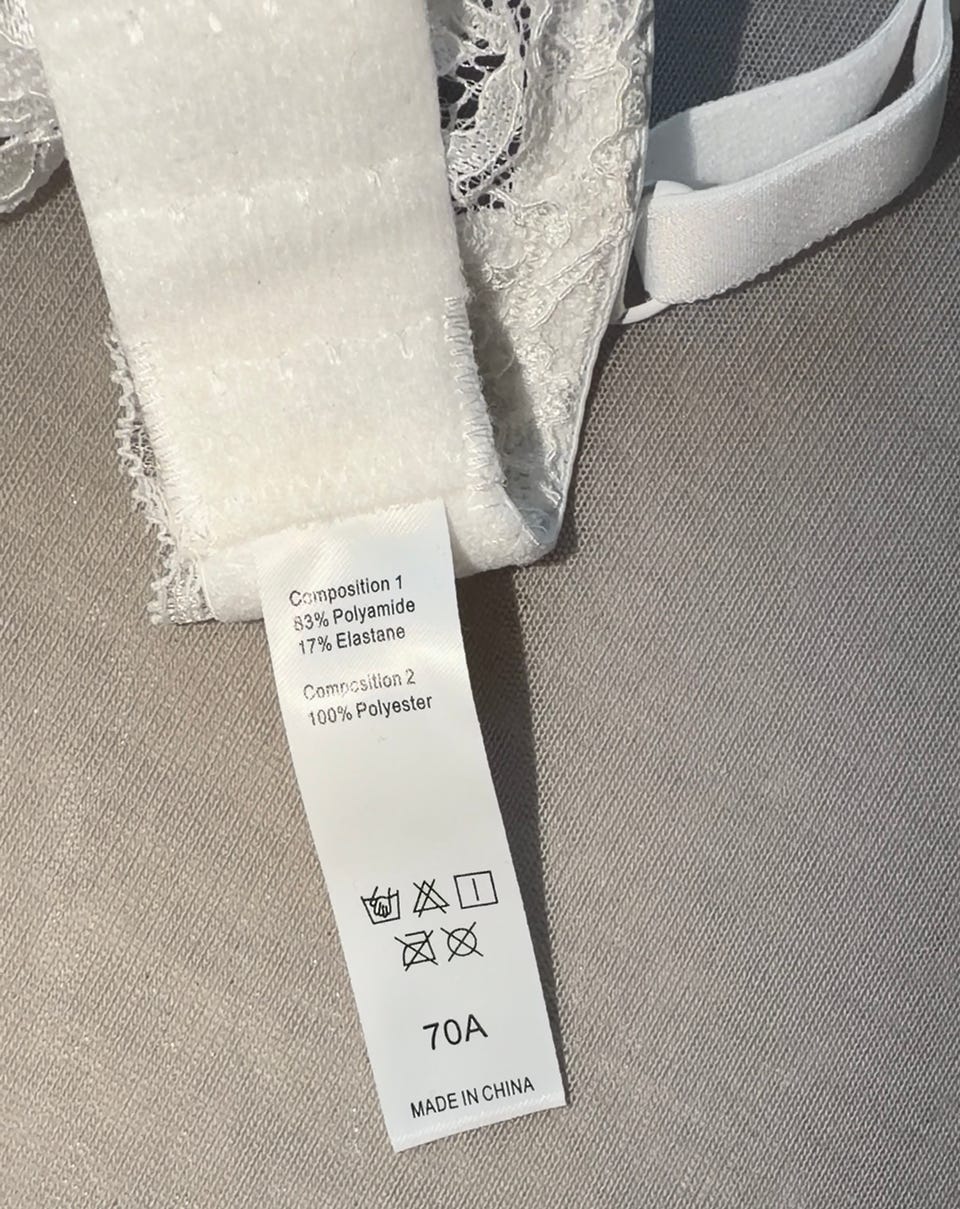 Composition 1
83% Polyamide
17% Elastane
Composition 2
100% Polyester
70A
MADE IN CHINA